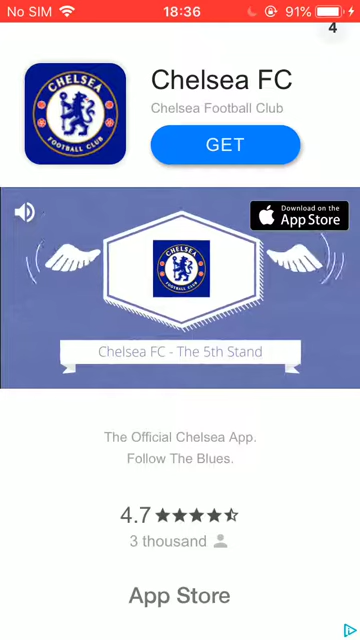 No SIM 18:36 91%
4
CHELSEA
FOOTBALL CLUB
Chelsea FC
Chelsea Football Club
GET
Download on the
App Store
CHELSEA
FOOTBALL CLUB
Chelsea FC - The 5th Stand
The Official Chelsea App.
Follow The Blues.
4.7
3 thousand
App Store